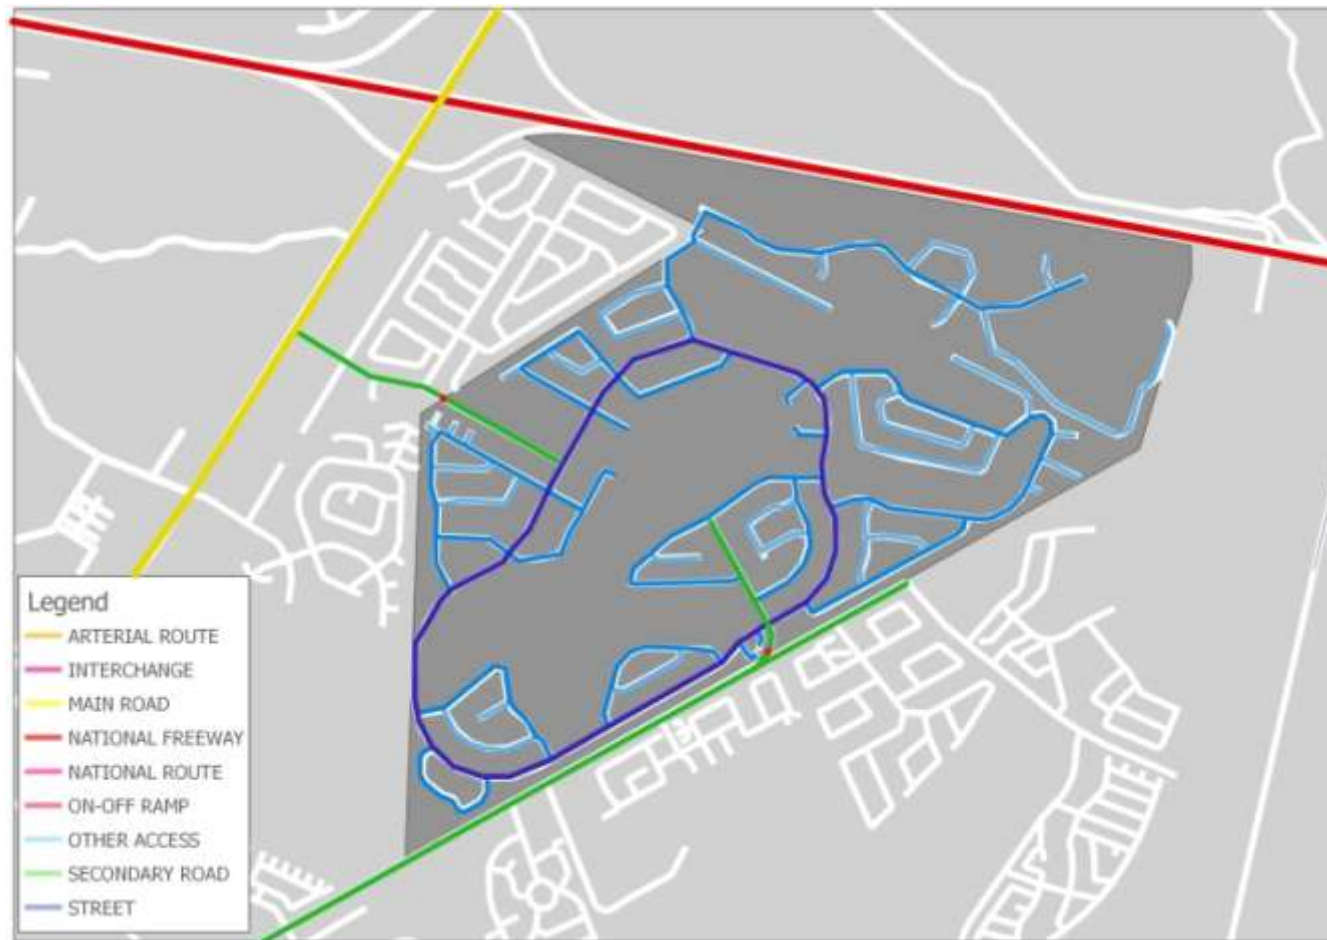 Legend
ARTERIAL ROUTE
INTERCHANGE
MAIN ROAD
NATIONAL FREEWAY
NATIONAL ROUTE
ON-OFF RAMP
OTHER ACCESS
SECONDARY ROAD
STREET